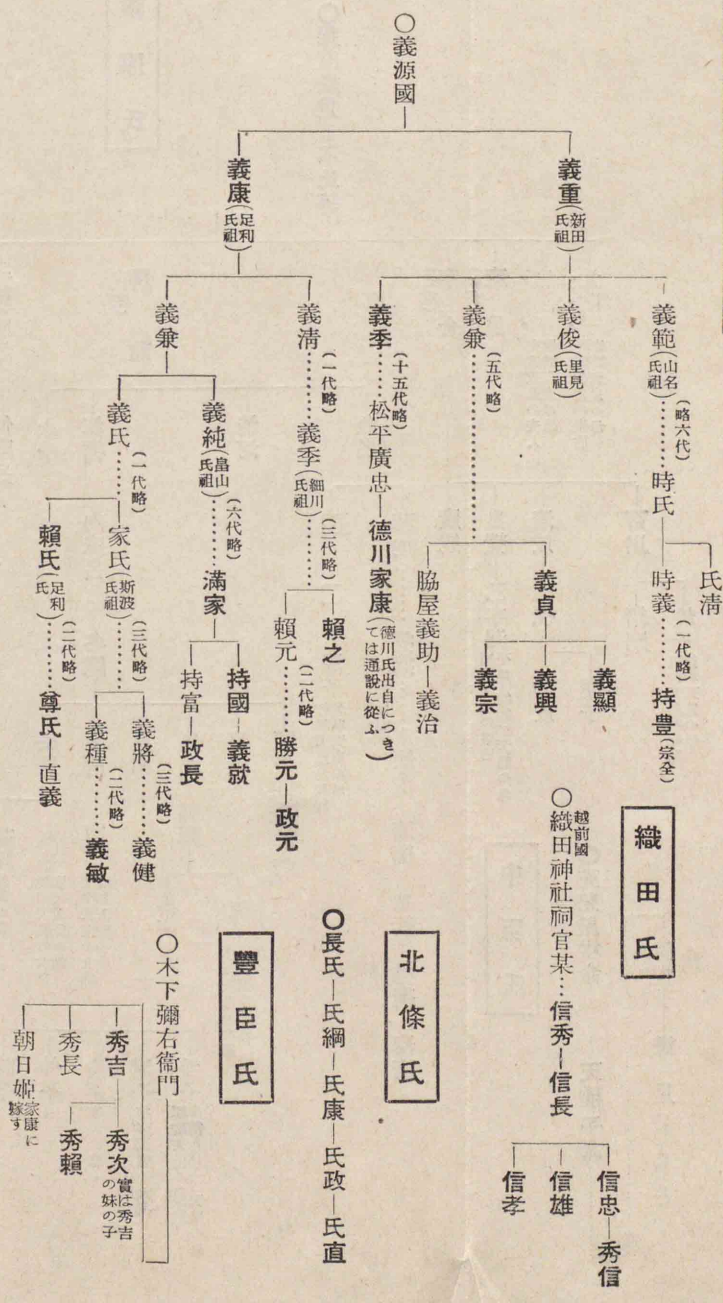 ○義源國
義重(新田氏祖)
義範(山名氏祖)……(略六代)時氏
氏清
時義……(一代略)持豊(宗全)
義俊(里見氏祖)
義兼……(五代略)
義貞
義顯
義興
義宗
脇屋義助―義治
義季……(十五代略)松平廣忠―德川家康(德川氏出自につきては通說に從ふ)
義康(足利氏祖)
義清……(一代略)義季(細川氏祖)……(三代略)
賴之
賴元……(二代略)勝元―政元
義兼
義純(畠山氏祖)……(六代略)滿家
持國―義就
持富―政長
義氏……(一代略)
家氏(斯波氏祖)……(三代略)
義將……(三代略)義健
義種……(二代略)義敏
賴氏(足利氏)……(二代略)尊氏―直義
織田氏
越前國
○織田神社祠官某…信秀―信長
信忠―秀信
信雄
信孝
北條氏
○長氏―氏綱―氏康―氏政―氏直
豐臣氏
○木下彌右衞門
秀吉
秀次實は秀吉の妹の子
秀賴
秀長
朝日姬家康に嫁す